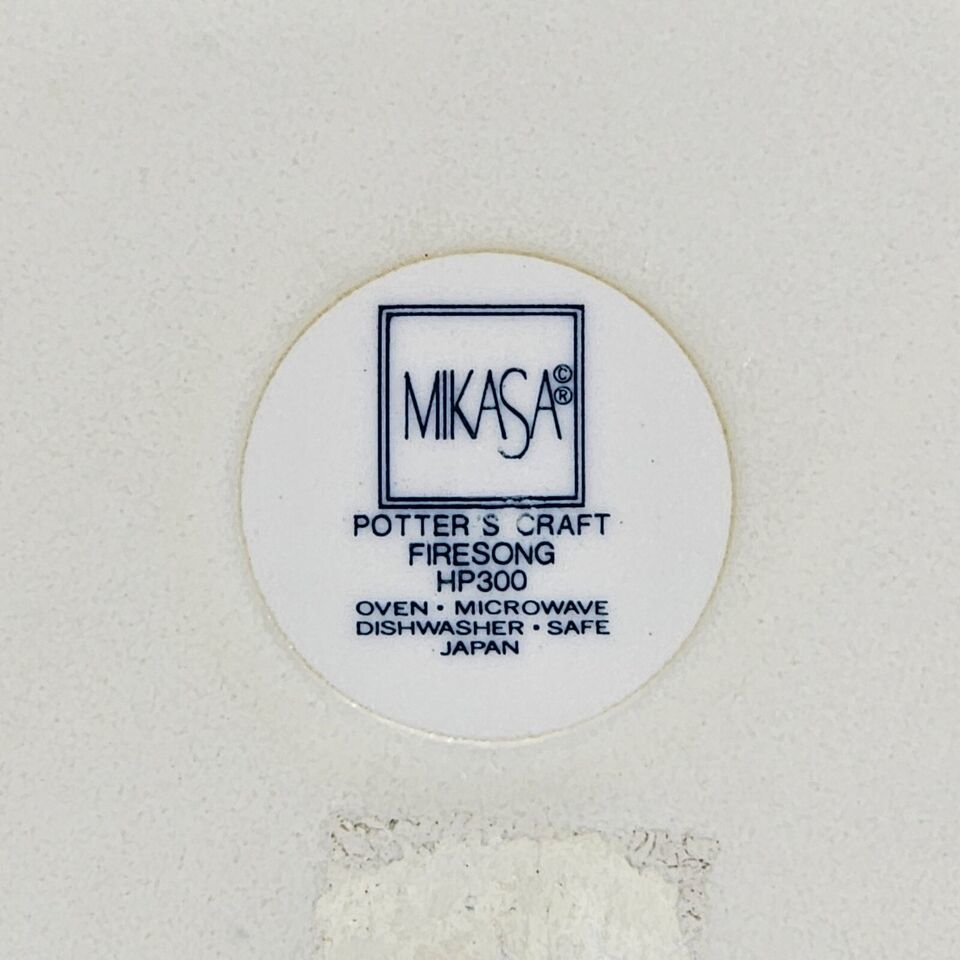 MIKASA©®
POTTER S CRAFT
FIRESONG
HP300
OVEN • MICROWAVE
DISHWASHER • SAFE
JAPAN